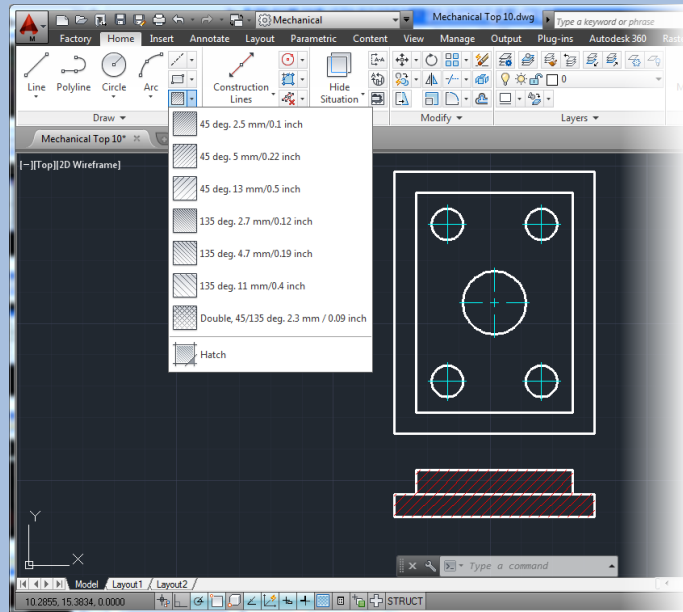 Mechanical
Mechanical Top 10.dwg
Type a keyword or phrase
M
Factory Home Insert Annotate Layout Parametric Content View Manage Output Plug-ins Autodesk 360
Line Polyline Circle Arc
Construction Lines
Hide Situation
0
Draw
Modify
Layers
Mechanical Top 10*
[−][Top][2D Wireframe]
45 deg. 2.5 mm/0.1 inch
45 deg. 5 mm/0.22 inch
45 deg. 13 mm/0.5 inch
135 deg. 2.7 mm/0.12 inch
135 deg. 4.7 mm/0.19 inch
135 deg. 11 mm/0.4 inch
Double, 45/135 deg. 2.3 mm / 0.09 inch
Hatch
Y
X
Type a command
Model Layout1 Layout2
10.2855, 15.3834, 0.0000
STRUCT